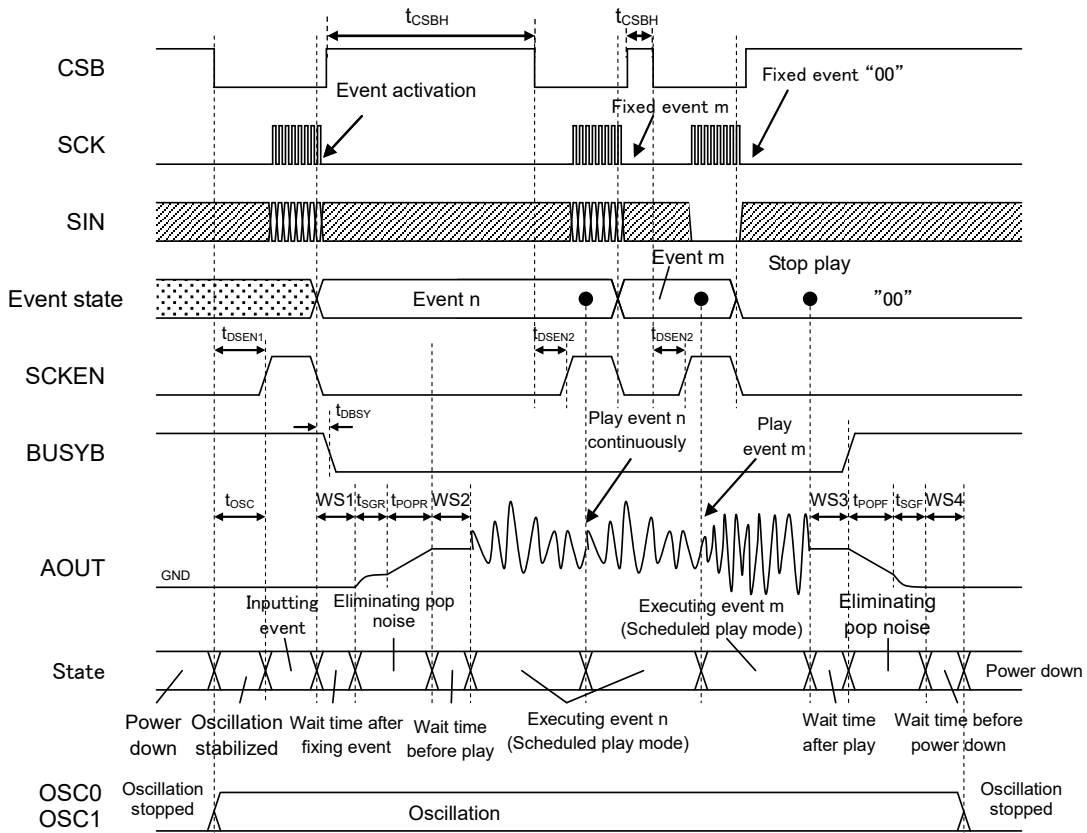 tCSBH
tCSBH
CSB
Event activation
Fixed event “00”
Fixed event m
SCK
SIN
Event m
Stop play
Event state
Event n
"00"
tDSEN1
tDSEN2
tDSEN2
SCKEN
tDBSY
Play event n
continuously
Play
event m
BUSYB
tOSC
WS1
tSGR
tPOPR
WS2
WS3
tPOPF
tSGF
WS4
AOUT
GND
Inputting
event
Eliminating pop
noise
Executing event m
(Scheduled play mode)
Eliminating
pop noise
State
Power down
Power
down
Oscillation
stabilized
Wait time after
fixing event
Wait time
before play
Executing event n
(Scheduled play mode)
Wait time
after play
Wait time before
power down
OSC0
OSC1
Oscillation
stopped
Oscillation
Oscillation
stopped